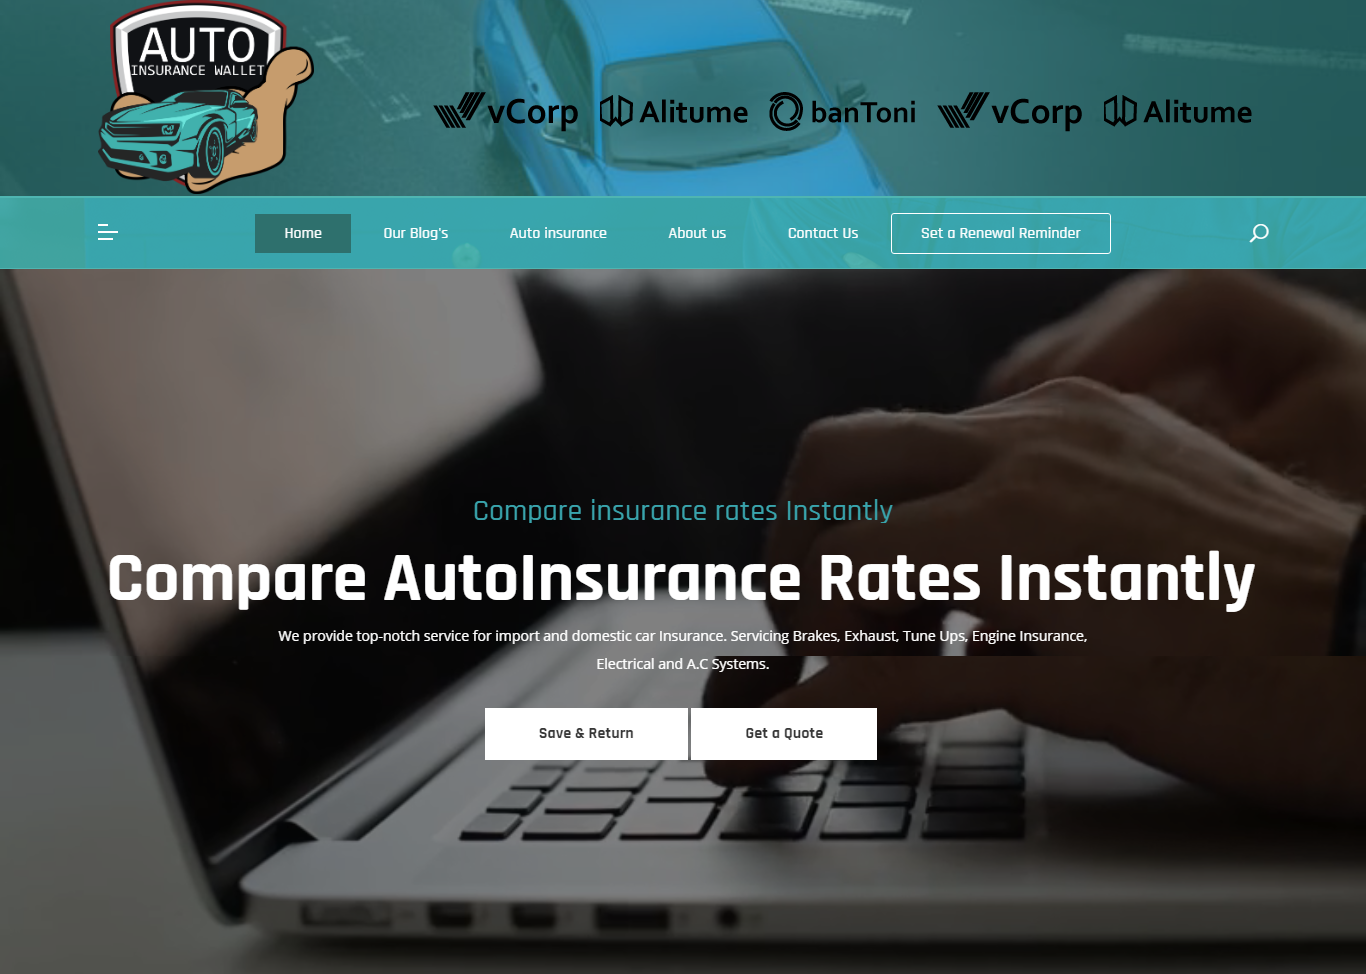 AUTO
INSURANCE WALLET
vCorp Alitume banToni vCorp Alitume
Home Our Blog's Auto insurance About us Contact Us Set a Renewal Reminder
Compare insurance rates Instantly
Compare AutoInsurance Rates Instantly
We provide top-notch service for import and domestic car Insurance. Servicing Brakes, Exhaust, Tune Ups, Engine Insurance,
Electrical and A.C Systems.
Save & Return Get a Quote